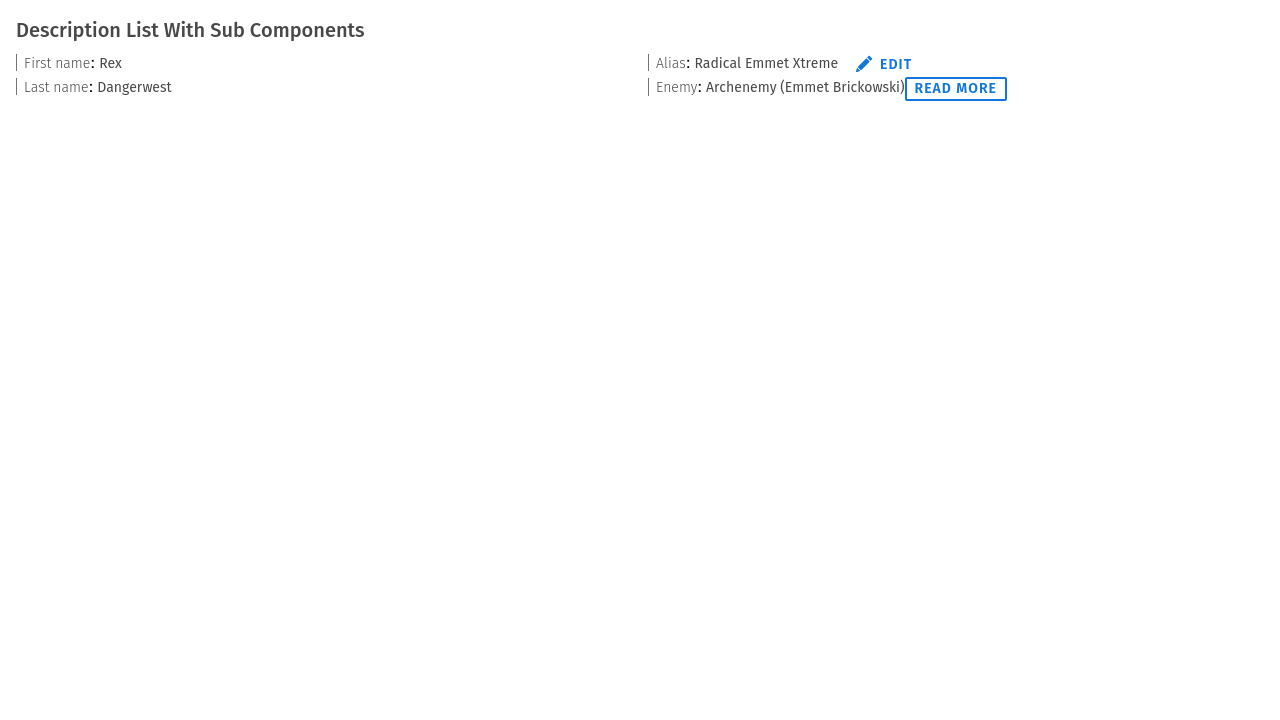 Description List With Sub Components
First name: Rex
Last name: Dangerwest
Alias: Radical Emmet Xtreme EDIT
Enemy: Archenemy (Emmet Brickowski) READ MORE